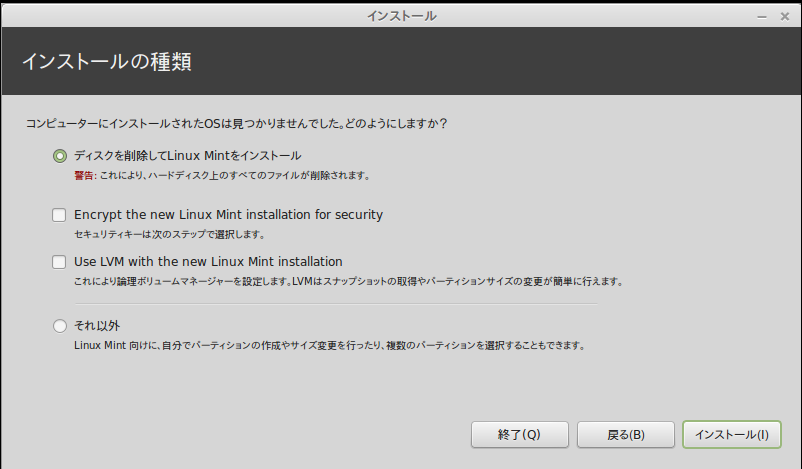 インストール
インストールの種類
コンピューターにインストールされたOSは見つかりませんでした。どのようにしますか？
ディスクを削除してLinux Mintをインストール
警告: これにより、ハードディスク上のすべてのファイルが削除されます。
Encrypt the new Linux Mint installation for security
セキュリティキーは次のステップで選択します。
Use LVM with the new Linux Mint installation
これにより論理ボリュームマネージャーを設定します。LVMはスナップショットの取得やパーティションサイズの変更が簡単に行えます。
それ以外
Linux Mint 向けに、自分でパーティションの作成やサイズ変更を行ったり、複数のパーティションを選択することもできます。
終了(Q) 戻る(B) インストール(I)